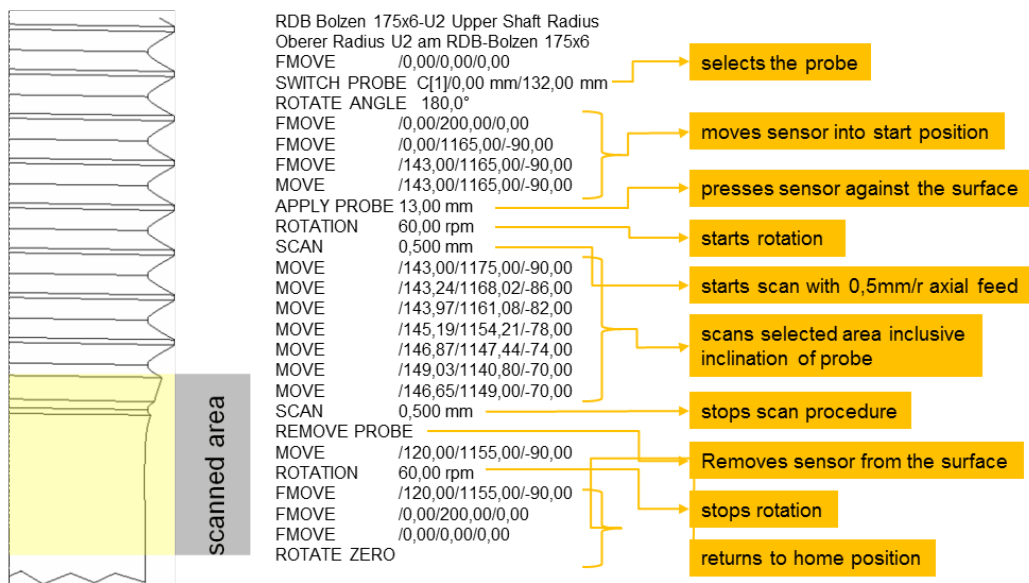 RDB Bolzen 175x6-U2 Upper Shaft Radius
Oberer Radius U2 am RDB-Bolzen 175x6
FMOVE /0,00/0,00/0,00
SWITCH PROBE C[1]/0,00 mm/132,00 mm
ROTATE ANGLE 180,0°
FMOVE /0,00/200,00/0,00
FMOVE /0,00/1165,00/-90,00
FMOVE /143,00/1165,00/-90,00
MOVE /143,00/1165,00/-90,00
APPLY PROBE 13,00 mm
ROTATION 60,00 rpm
SCAN 0,500 mm
MOVE /143,00/1175,00/-90,00
MOVE /143,24/1168,02/-86,00
MOVE /143,97/1161,08/-82,00
MOVE /145,19/1154,21/-78,00
MOVE /146,87/1147,44/-74,00
MOVE /149,03/1140,80/-70,00
MOVE /146,65/1149,00/-70,00
SCAN 0,500 mm
REMOVE PROBE
MOVE /120,00/1155,00/-90,00
ROTATION 60,00 rpm
FMOVE /120,00/1155,00/-90,00
FMOVE /0,00/200,00/0,00
FMOVE /0,00/0,00/0,00
ROTATE ZERO
selects the probe
moves sensor into start position
presses sensor against the surface
starts rotation
starts scan with 0,5mm/r axial feed
scans selected area inclusive
inclination of probe
stops scan procedure
Removes sensor from the surface
stops rotation
returns to home position
scanned area